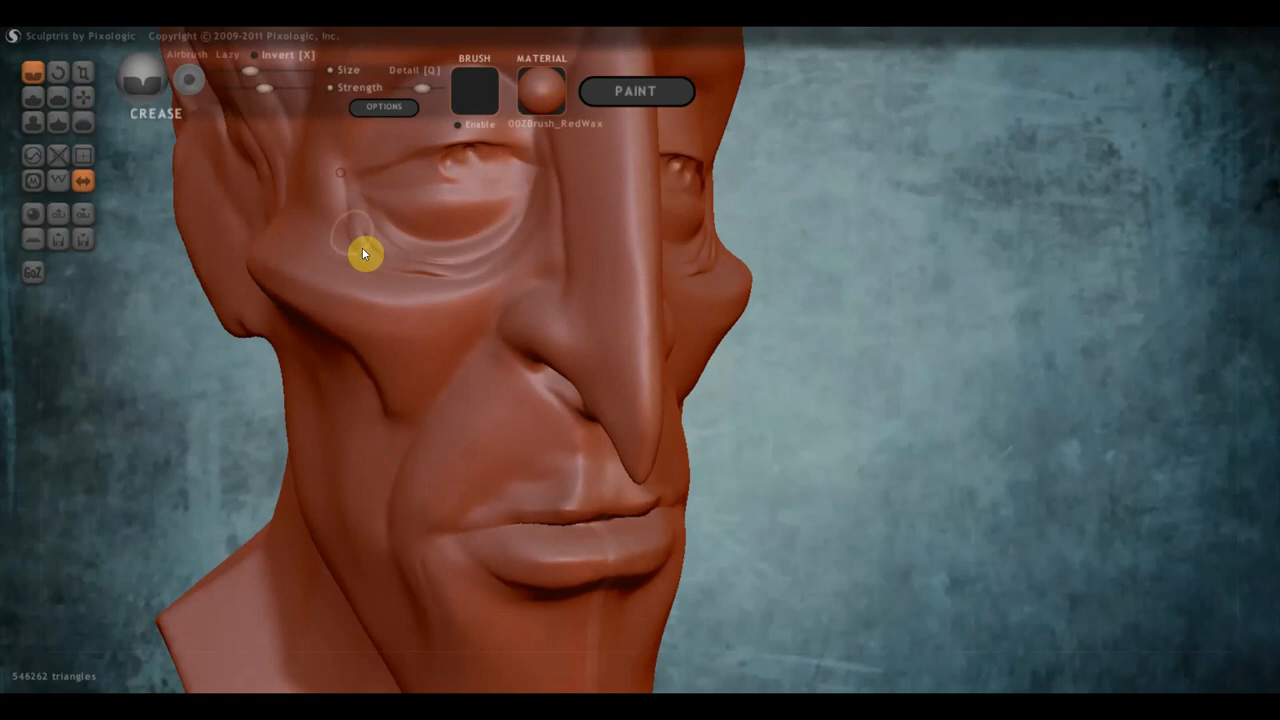 Sculptris by Pixologic Copyright © 2009-2011 Pixologic, Inc.
Airbrush Lazy Invert [X]
BRUSH MATERIAL
Size Detail [Q]
Strength
PAINT
OPTIONS
CREASE
Enable 00ZBrush_RedWax
GoZ
546262 triangles